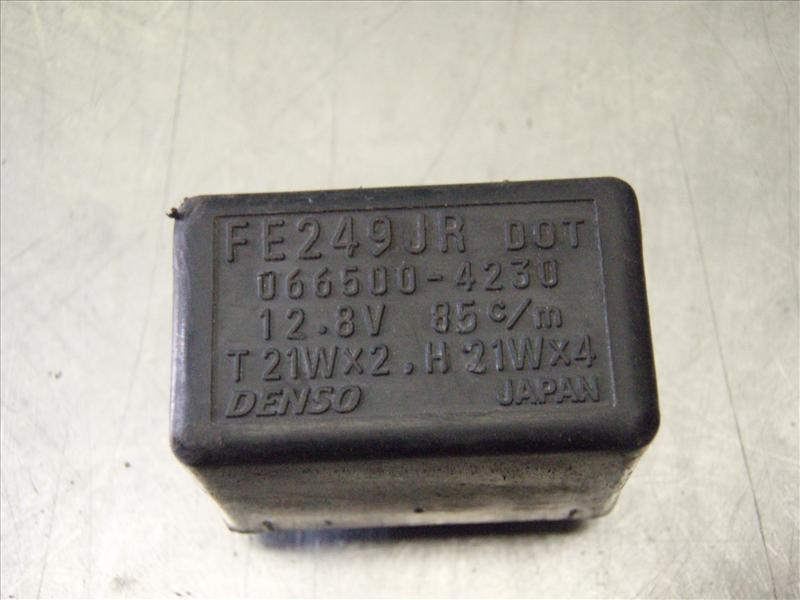 FE249JR DOT
066500-4230
12.8V 85c/m
T 21W×2.H 21W×4
DENSO JAPAN